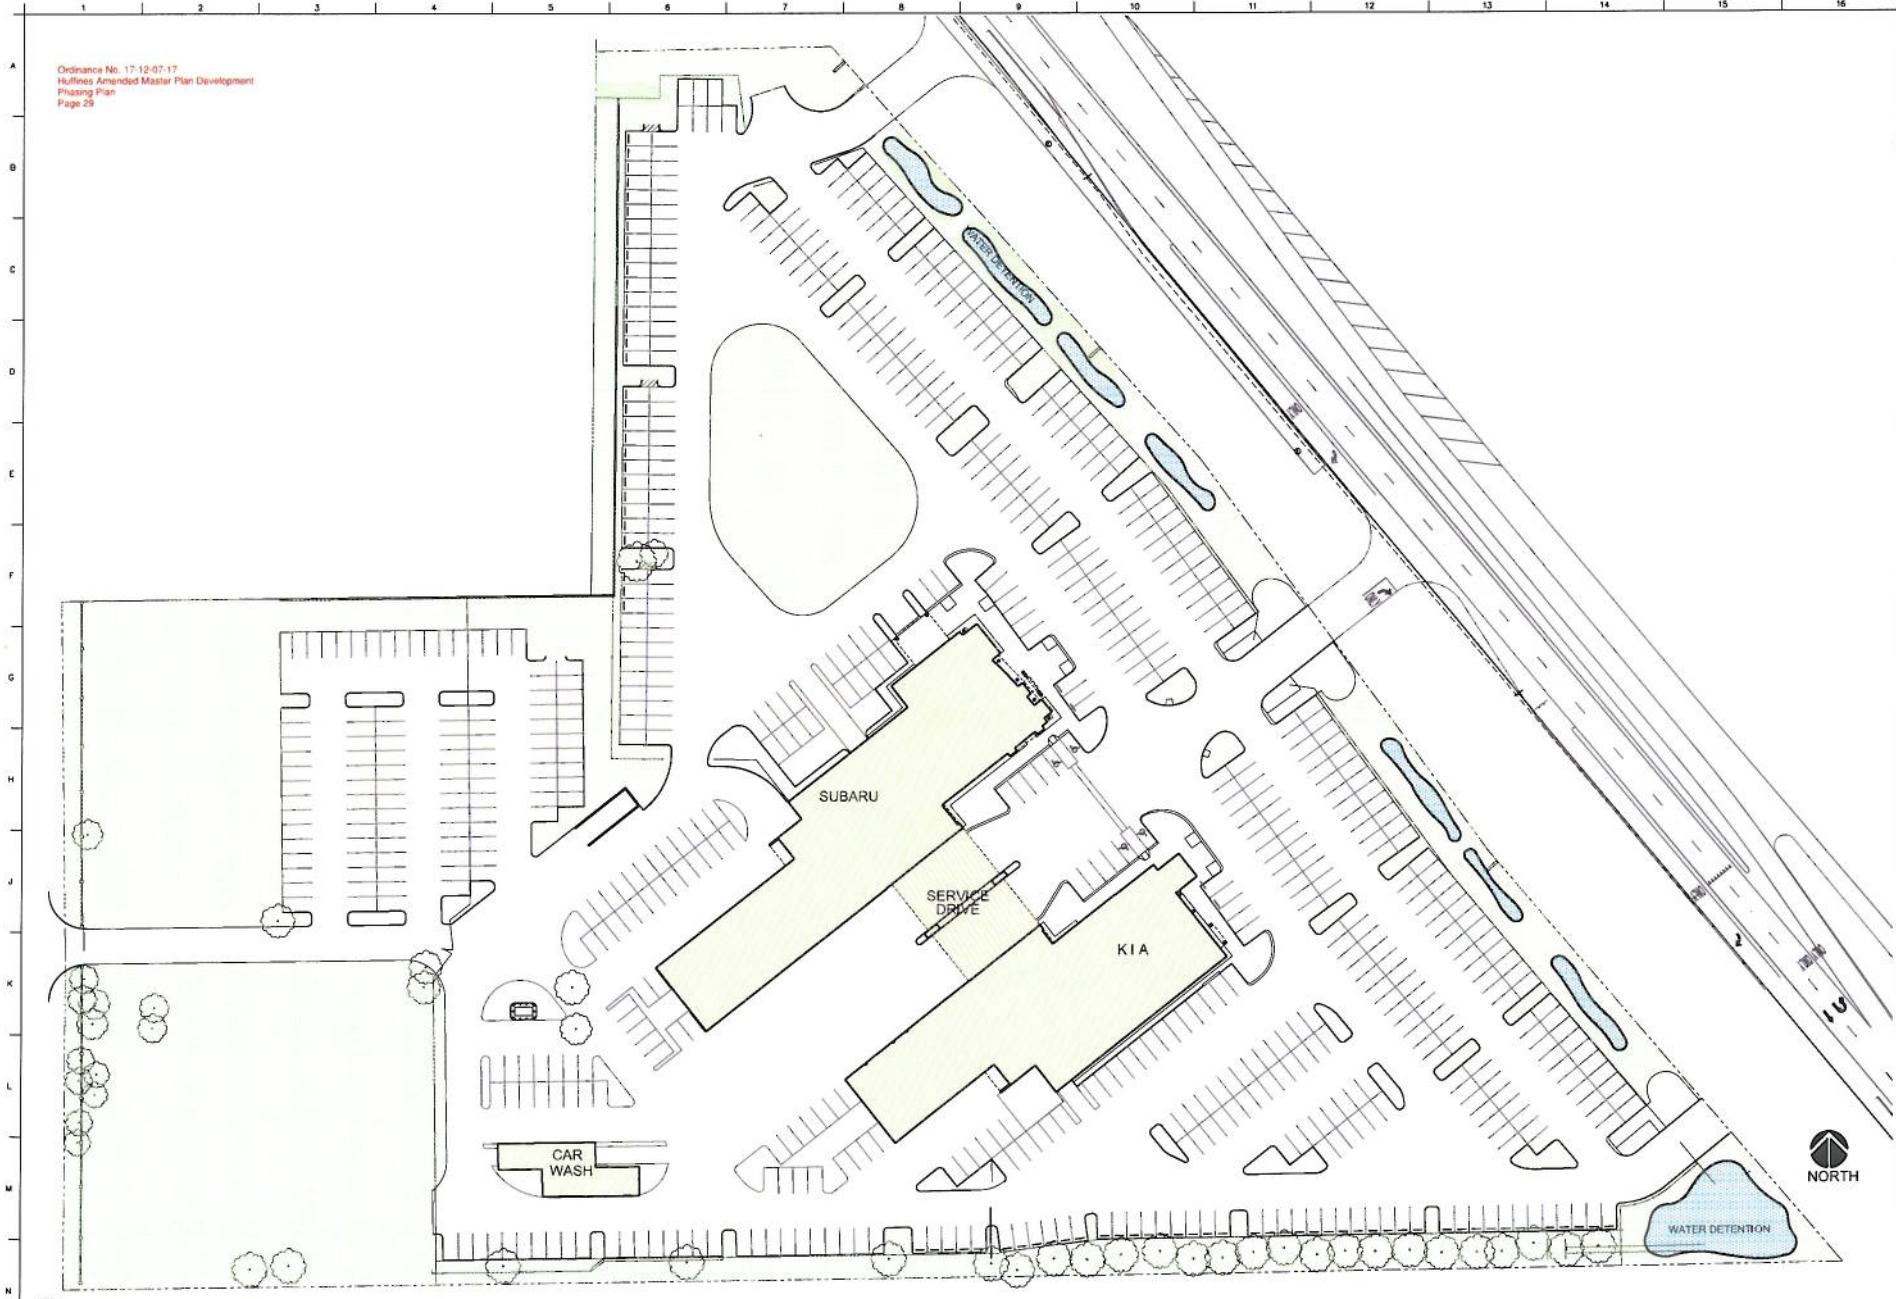 1 2 3 4 5 6 7 8 9 10 11 12 13 14 15 16
A
Ordinance No. 17-12-07-17
Huffines Amended Master Plan Development
Phasing Plan
Page 29
B
C
WATER DETENTION
D
E
F
G
H
SUBARU
J
SERVICE
DRIVE
KIA
K
L
CAR
WASH
M
NORTH
WATER DETENTION
N